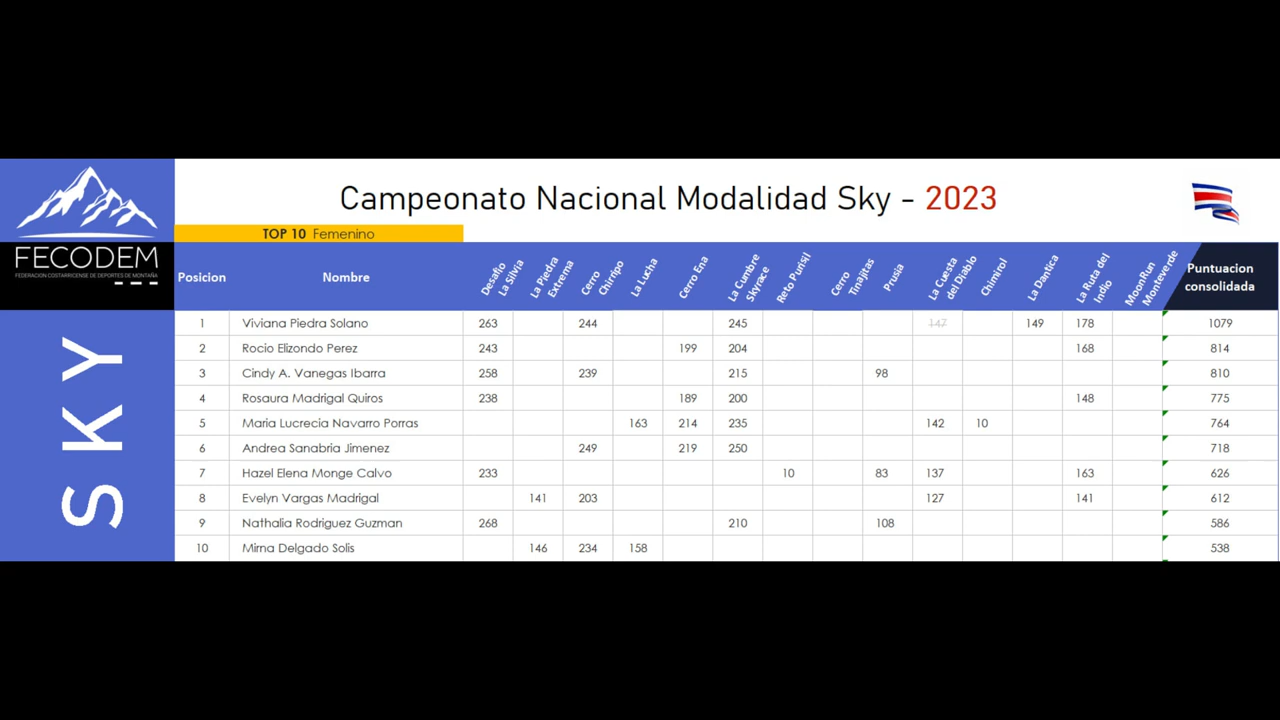 Campeonato Nacional Modalidad Sky - 2023
TOP 10 Femenino
FECODEM
FEDERACION COSTARRICENSE DE DEPORTES DE MONTAÑA
SKY
Posicion Nombre Desafio La Silvia La Piedra Extrema Cerro Chirripo La Lucha Cerro Ena La Cumbre Skyrace Reto Purisil Cerro Tinajitas Prusia La Cuesta del Diablo Chimirol La Dantica La Ruta del Indio MoonRun Monteverde Puntuacion consolidada
1 Viviana Piedra Solano 263 244 245 147 149 178 1079
2 Rocio Elizondo Perez 243 199 204 168 814
3 Cindy A. Vanegas Ibarra 258 239 215 98 810
4 Rosaura Madrigal Quiros 238 189 200 148 775
5 Maria Lucrecia Navarro Porras 163 214 235 142 10 764
6 Andrea Sanabria Jimenez 249 219 250 718
7 Hazel Elena Monge Calvo 233 10 83 137 163 626
8 Evelyn Vargas Madrigal 141 203 127 141 612
9 Nathalia Rodriguez Guzman 268 210 108 586
10 Mirna Delgado Solis 146 234 158 538